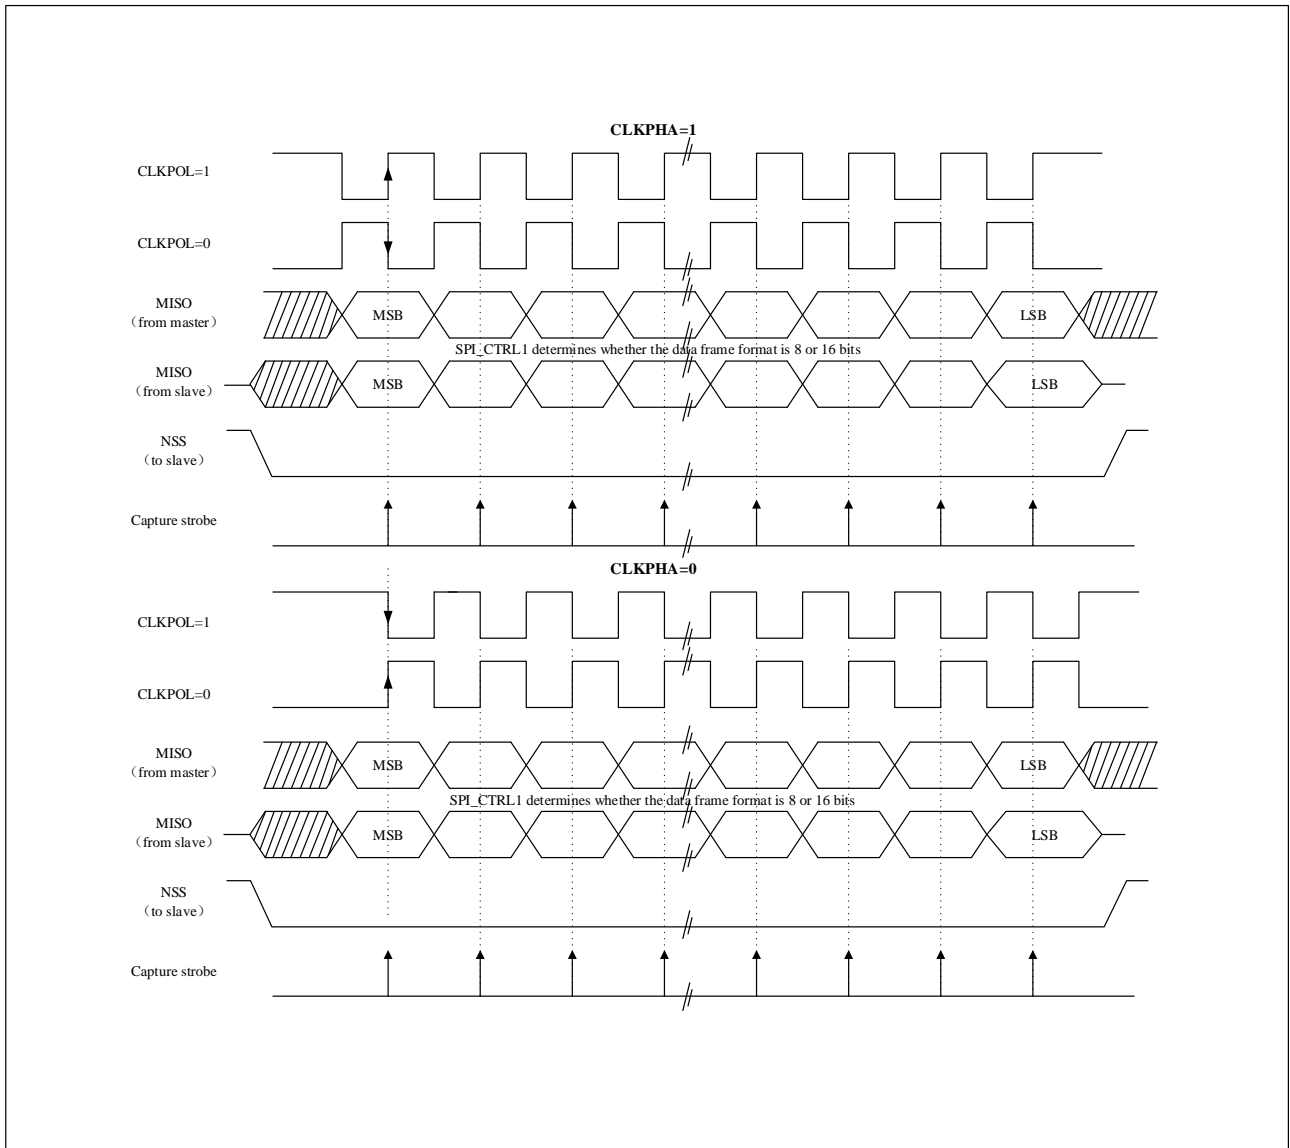 CLKPHA=1
CLKPOL=1
CLKPOL=0
MISO
（from master）
MSB
LSB
SPI_CTRL1 determines whether the data frame format is 8 or 16 bits
MISO
（from slave）
MSB
LSB
NSS
（to slave）
Capture strobe
CLKPHA=0
CLKPOL=1
CLKPOL=0
MISO
（from master）
MSB
LSB
SPI_CTRL1 determines whether the data frame format is 8 or 16 bits
MISO
（from slave）
MSB
LSB
NSS
（to slave）
Capture strobe